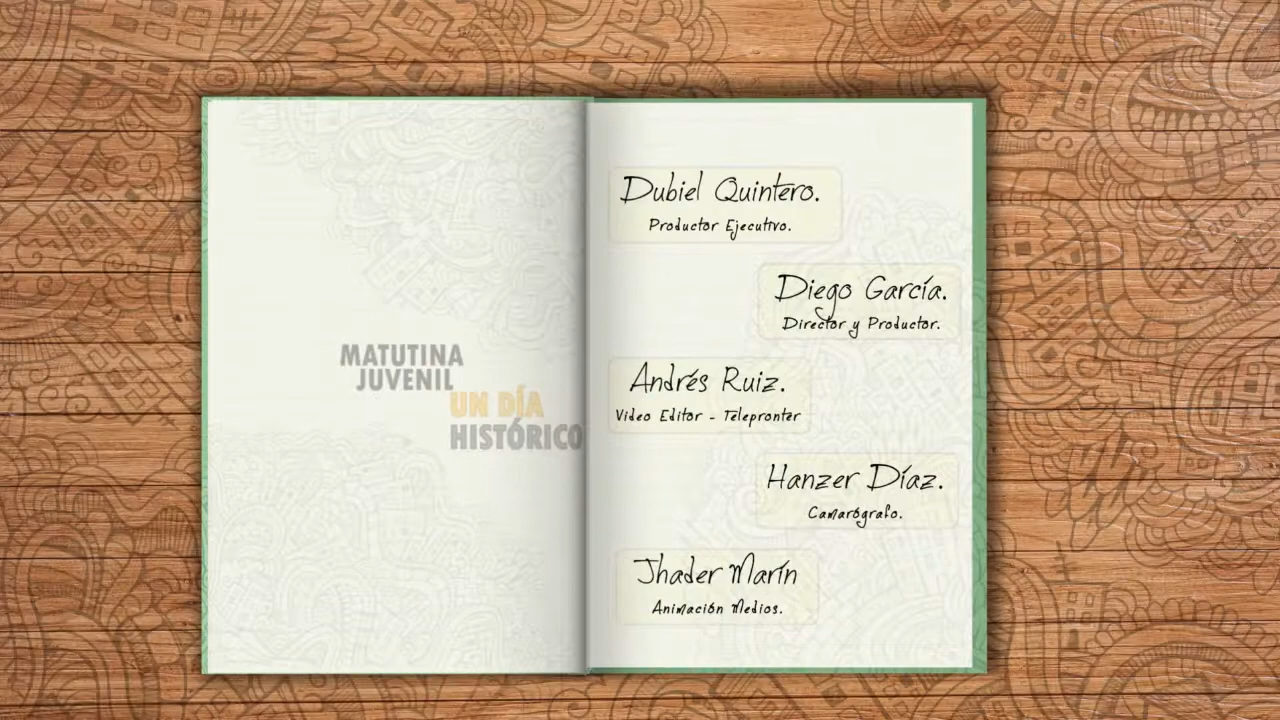 MATUTINA
JUVENIL
UN DÍA
HISTÓRICO
Dubiel Quintero.
Productor Ejecutivo.
Diego García.
Director y Productor.
Andrés Ruiz.
Video Editor - Telepronter
Hanzer Díaz.
Camarógrafo.
Jhader Marín
Animación Medios.